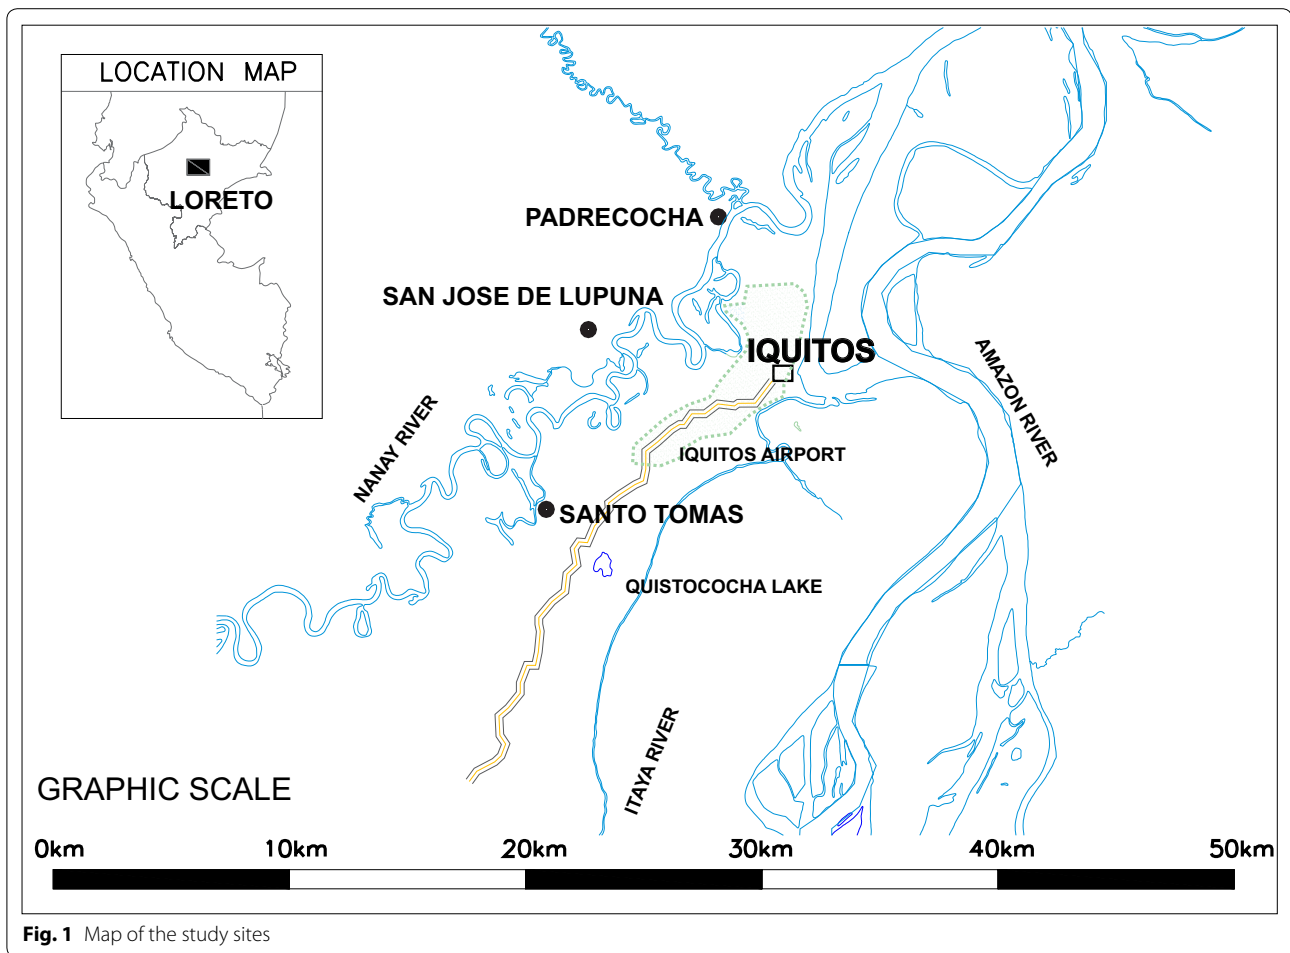 LOCATION MAP
LORETO
PADRECOCHA
SAN JOSE DE LUPUNA
IQUITOS
AMAZON RIVER
NANAY RIVER
IQUITOS AIRPORT
SANTO TOMAS
QUISTOCOCHA LAKE
ITAYA RIVER
GRAPHIC SCALE
0km 10km 20km 30km 40km 50km
Fig. 1 Map of the study sites